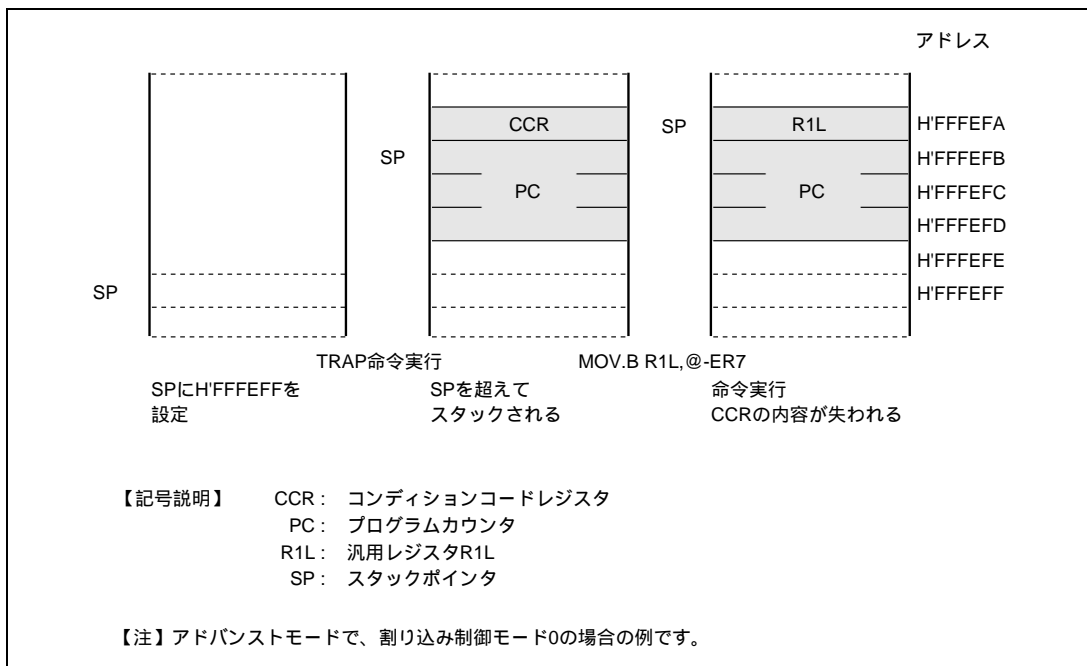 アドレス
CCR SP R1L H'FFFEFA
SP H'FFFEFB
PC PC H'FFFEFC
H'FFFEFD
H'FFFEFE
SP H'FFFEFF
TRAP命令実行 MOV.B R1L,@-ER7
SPにH'FFFEFFを SPを超えて 命令実行
設定 スタックされる CCRの内容が失われる
【記号説明】 CCR : コンディションコードレジスタ
PC : プログラムカウンタ
R1L : 汎用レジスタR1L
SP : スタックポインタ
【注】アドバンストモードで、割り込み制御モード0の場合の例です。